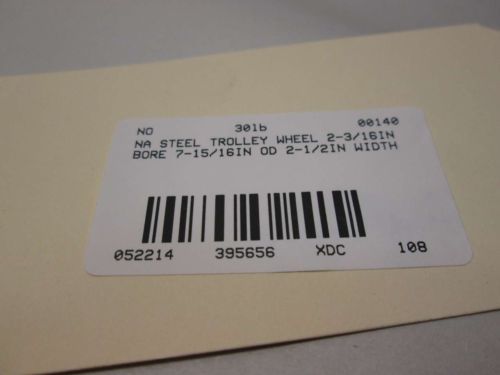 NO 301b 00140
NA STEEL TROLLEY WHEEL 2-3/16IN
BORE 7-15/16IN OD 2-1/2IN WIDTH
052214 395656 XDC 108